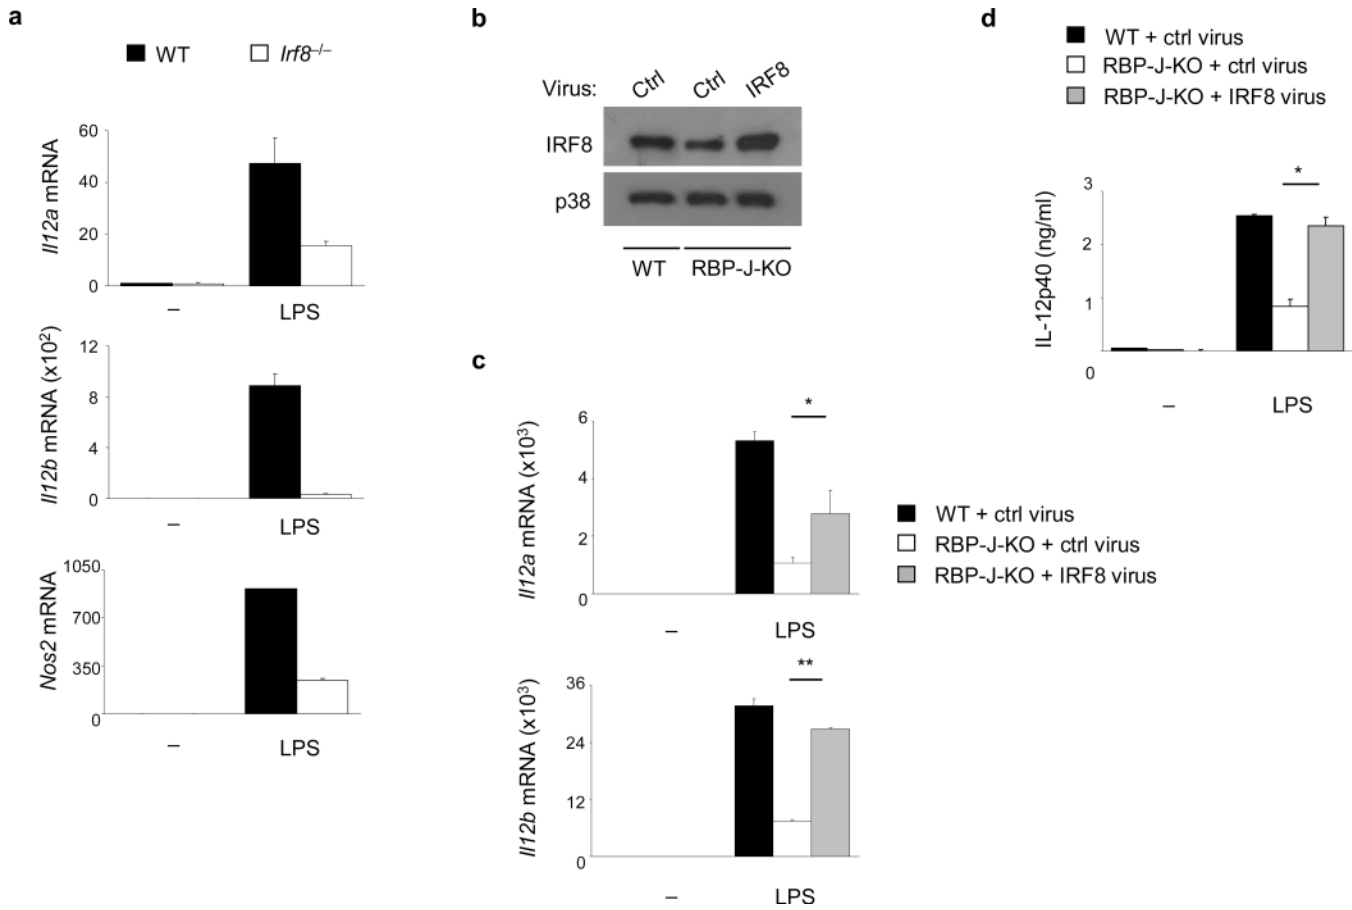 a
WT Irf8–/–
Il12a mRNA
60
40
20
0
– LPS
Il12b mRNA (x10²)
12
8
4
0
– LPS
Nos2 mRNA
1050
700
350
0
– LPS
b
Virus: Ctrl Ctrl IRF8
IRF8
p38
WT RBP-J-KO
c
Il12a mRNA (x10³)
6
4
2
0
*
– LPS
WT + ctrl virus
RBP-J-KO + ctrl virus
RBP-J-KO + IRF8 virus
Il12b mRNA (x10³)
36
24
12
0
**
– LPS
d
WT + ctrl virus
RBP-J-KO + ctrl virus
RBP-J-KO + IRF8 virus
IL-12p40 (ng/ml)
3
2
1
0
*
– LPS